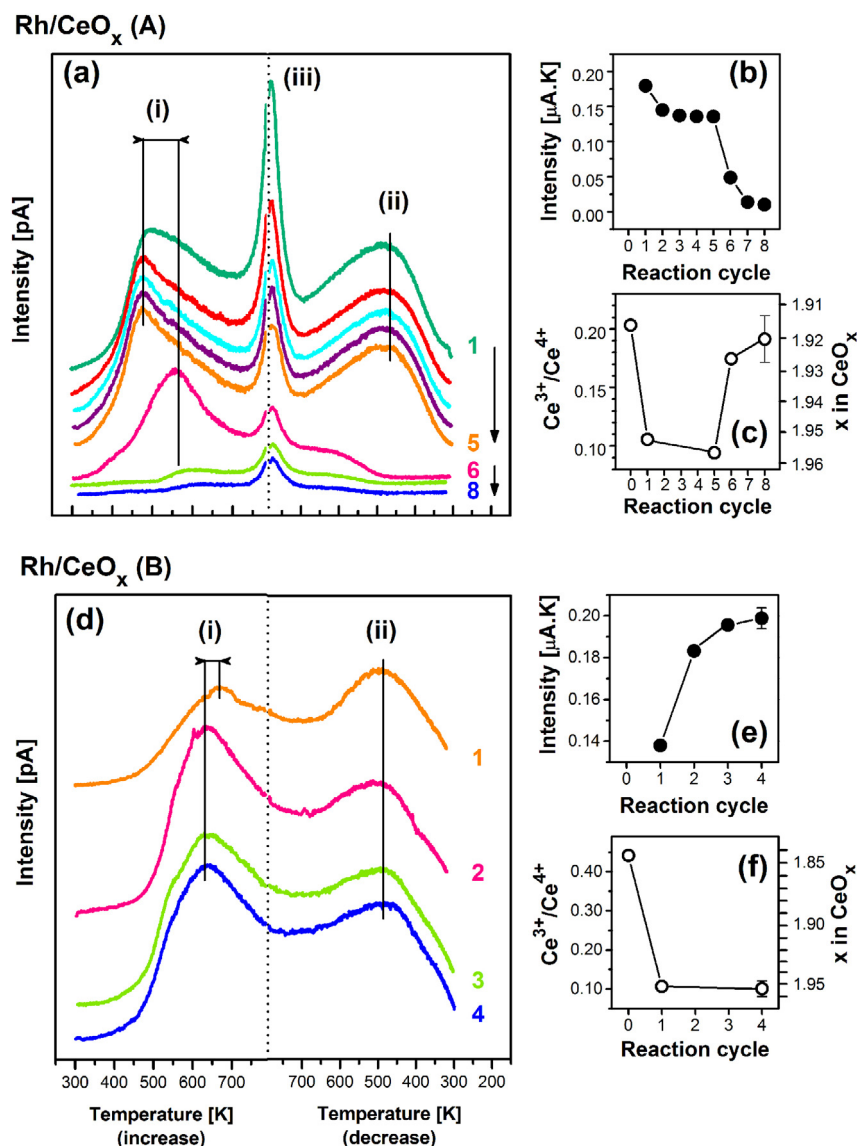 Rh/CeOx (A)
(a)
(i)
(iii)
(ii)
Intensity [pA]
1
5
6
8
(b)
Intensity [µA.K]
0.20
0.15
0.10
0.05
0.00
0 1 2 3 4 5 6 7 8
Reaction cycle
(c)
Ce3+/Ce4+
0.20
0.15
0.10
1.91
1.92
1.93
1.94
1.95
1.96
x in CeOx
0 1 2 3 4 5 6 7 8
Reaction cycle
Rh/CeOx (B)
(d)
(i)
(ii)
Intensity [pA]
1
2
3
4
300 400 500 600 700 700 600 500 400 300 200
Temperature [K]
(increase)
Temperature [K]
(decrease)
(e)
Intensity [µA.K]
0.20
0.18
0.16
0.14
0 1 2 3 4
Reaction cycle
(f)
Ce3+/Ce4+
0.40
0.30
0.20
0.10
1.85
1.90
1.95
x in CeOx
0 1 2 3 4
Reaction cycle